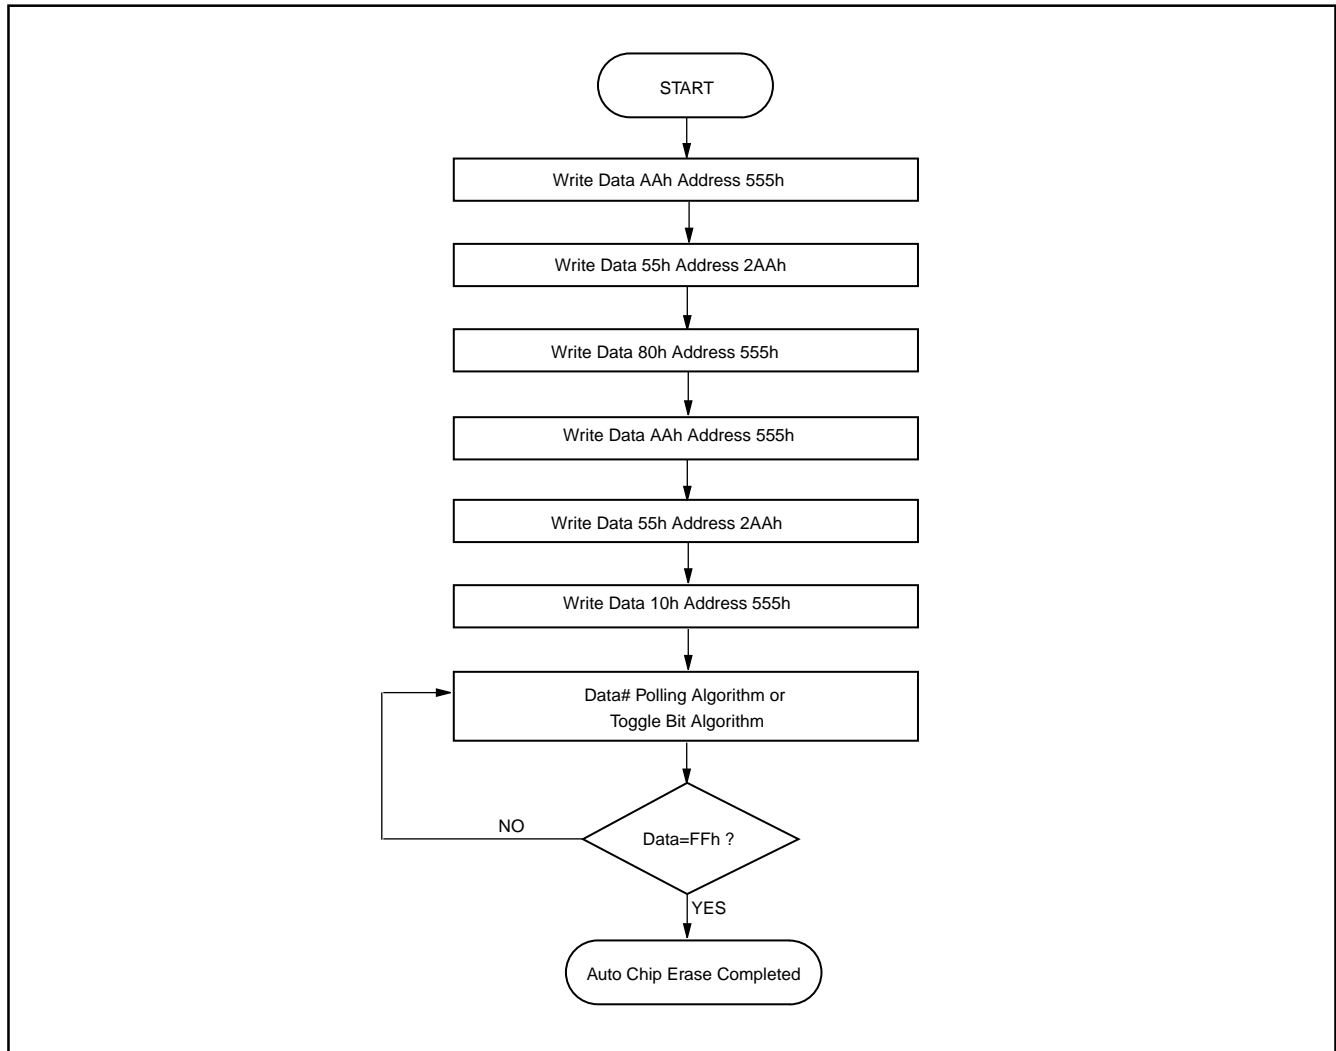 START
Write Data AAh Address 555h
Write Data 55h Address 2AAh
Write Data 80h Address 555h
Write Data AAh Address 555h
Write Data 55h Address 2AAh
Write Data 10h Address 555h
Data# Polling Algorithm or
Toggle Bit Algorithm
NO
Data=FFh ?
YES
Auto Chip Erase Completed